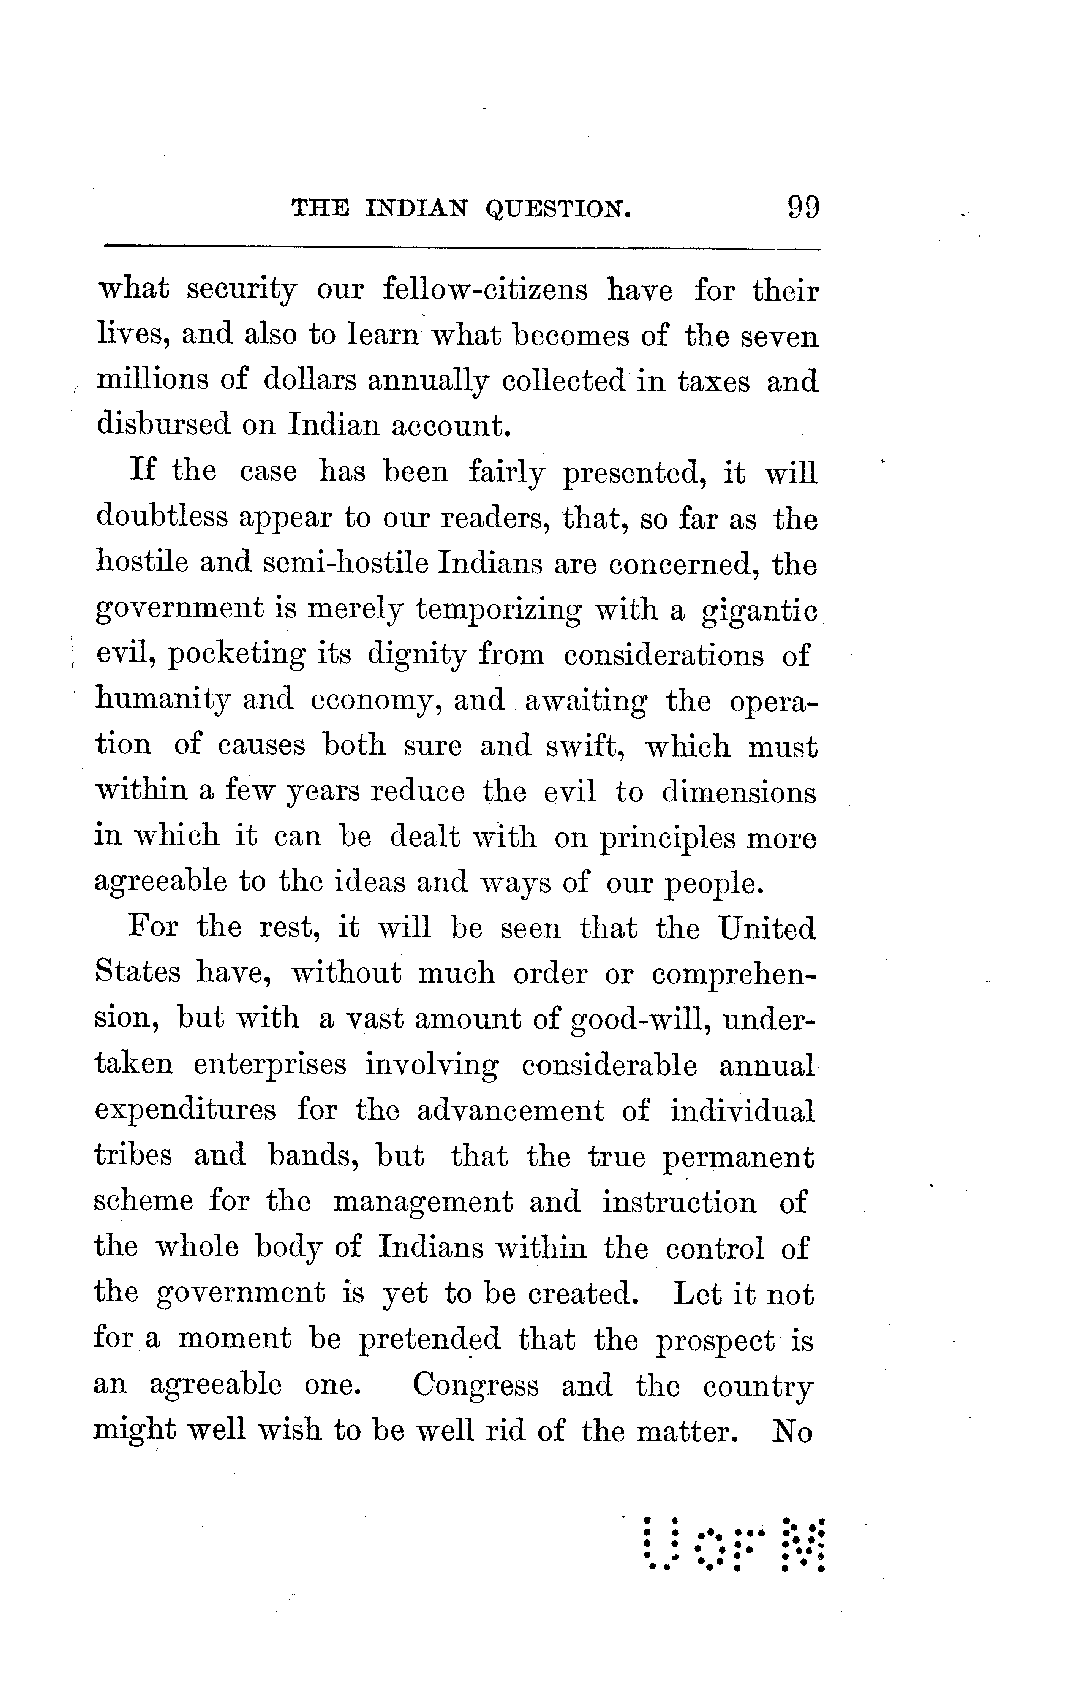 THE INDIAN QUESTION. 99
what security our fellow-citizens have for their
lives, and also to learn what becomes of the seven
millions of dollars annually collected in taxes and
disbursed on Indian account.
If the case has been fairly presented, it will
doubtless appear to our readers, that, so far as the
hostile and semi-hostile Indians are concerned, the
government is merely temporizing with a gigantic
evil, pocketing its dignity from considerations of
humanity and economy, and awaiting the opera-
tion of causes both sure and swift, which must
within a few years reduce the evil to dimensions
in which it can be dealt with on principles more
agreeable to the ideas and ways of our people.
For the rest, it will be seen that the United
States have, without much order or comprehen-
sion, but with a vast amount of good-will, under-
taken enterprises involving considerable annual
expenditures for the advancement of individual
tribes and bands, but that the true permanent
scheme for the management and instruction of
the whole body of Indians within the control of
the government is yet to be created. Let it not
for a moment be pretended that the prospect is
an agreeable one. Congress and the country
might well wish to be well rid of the matter. No
U OF M